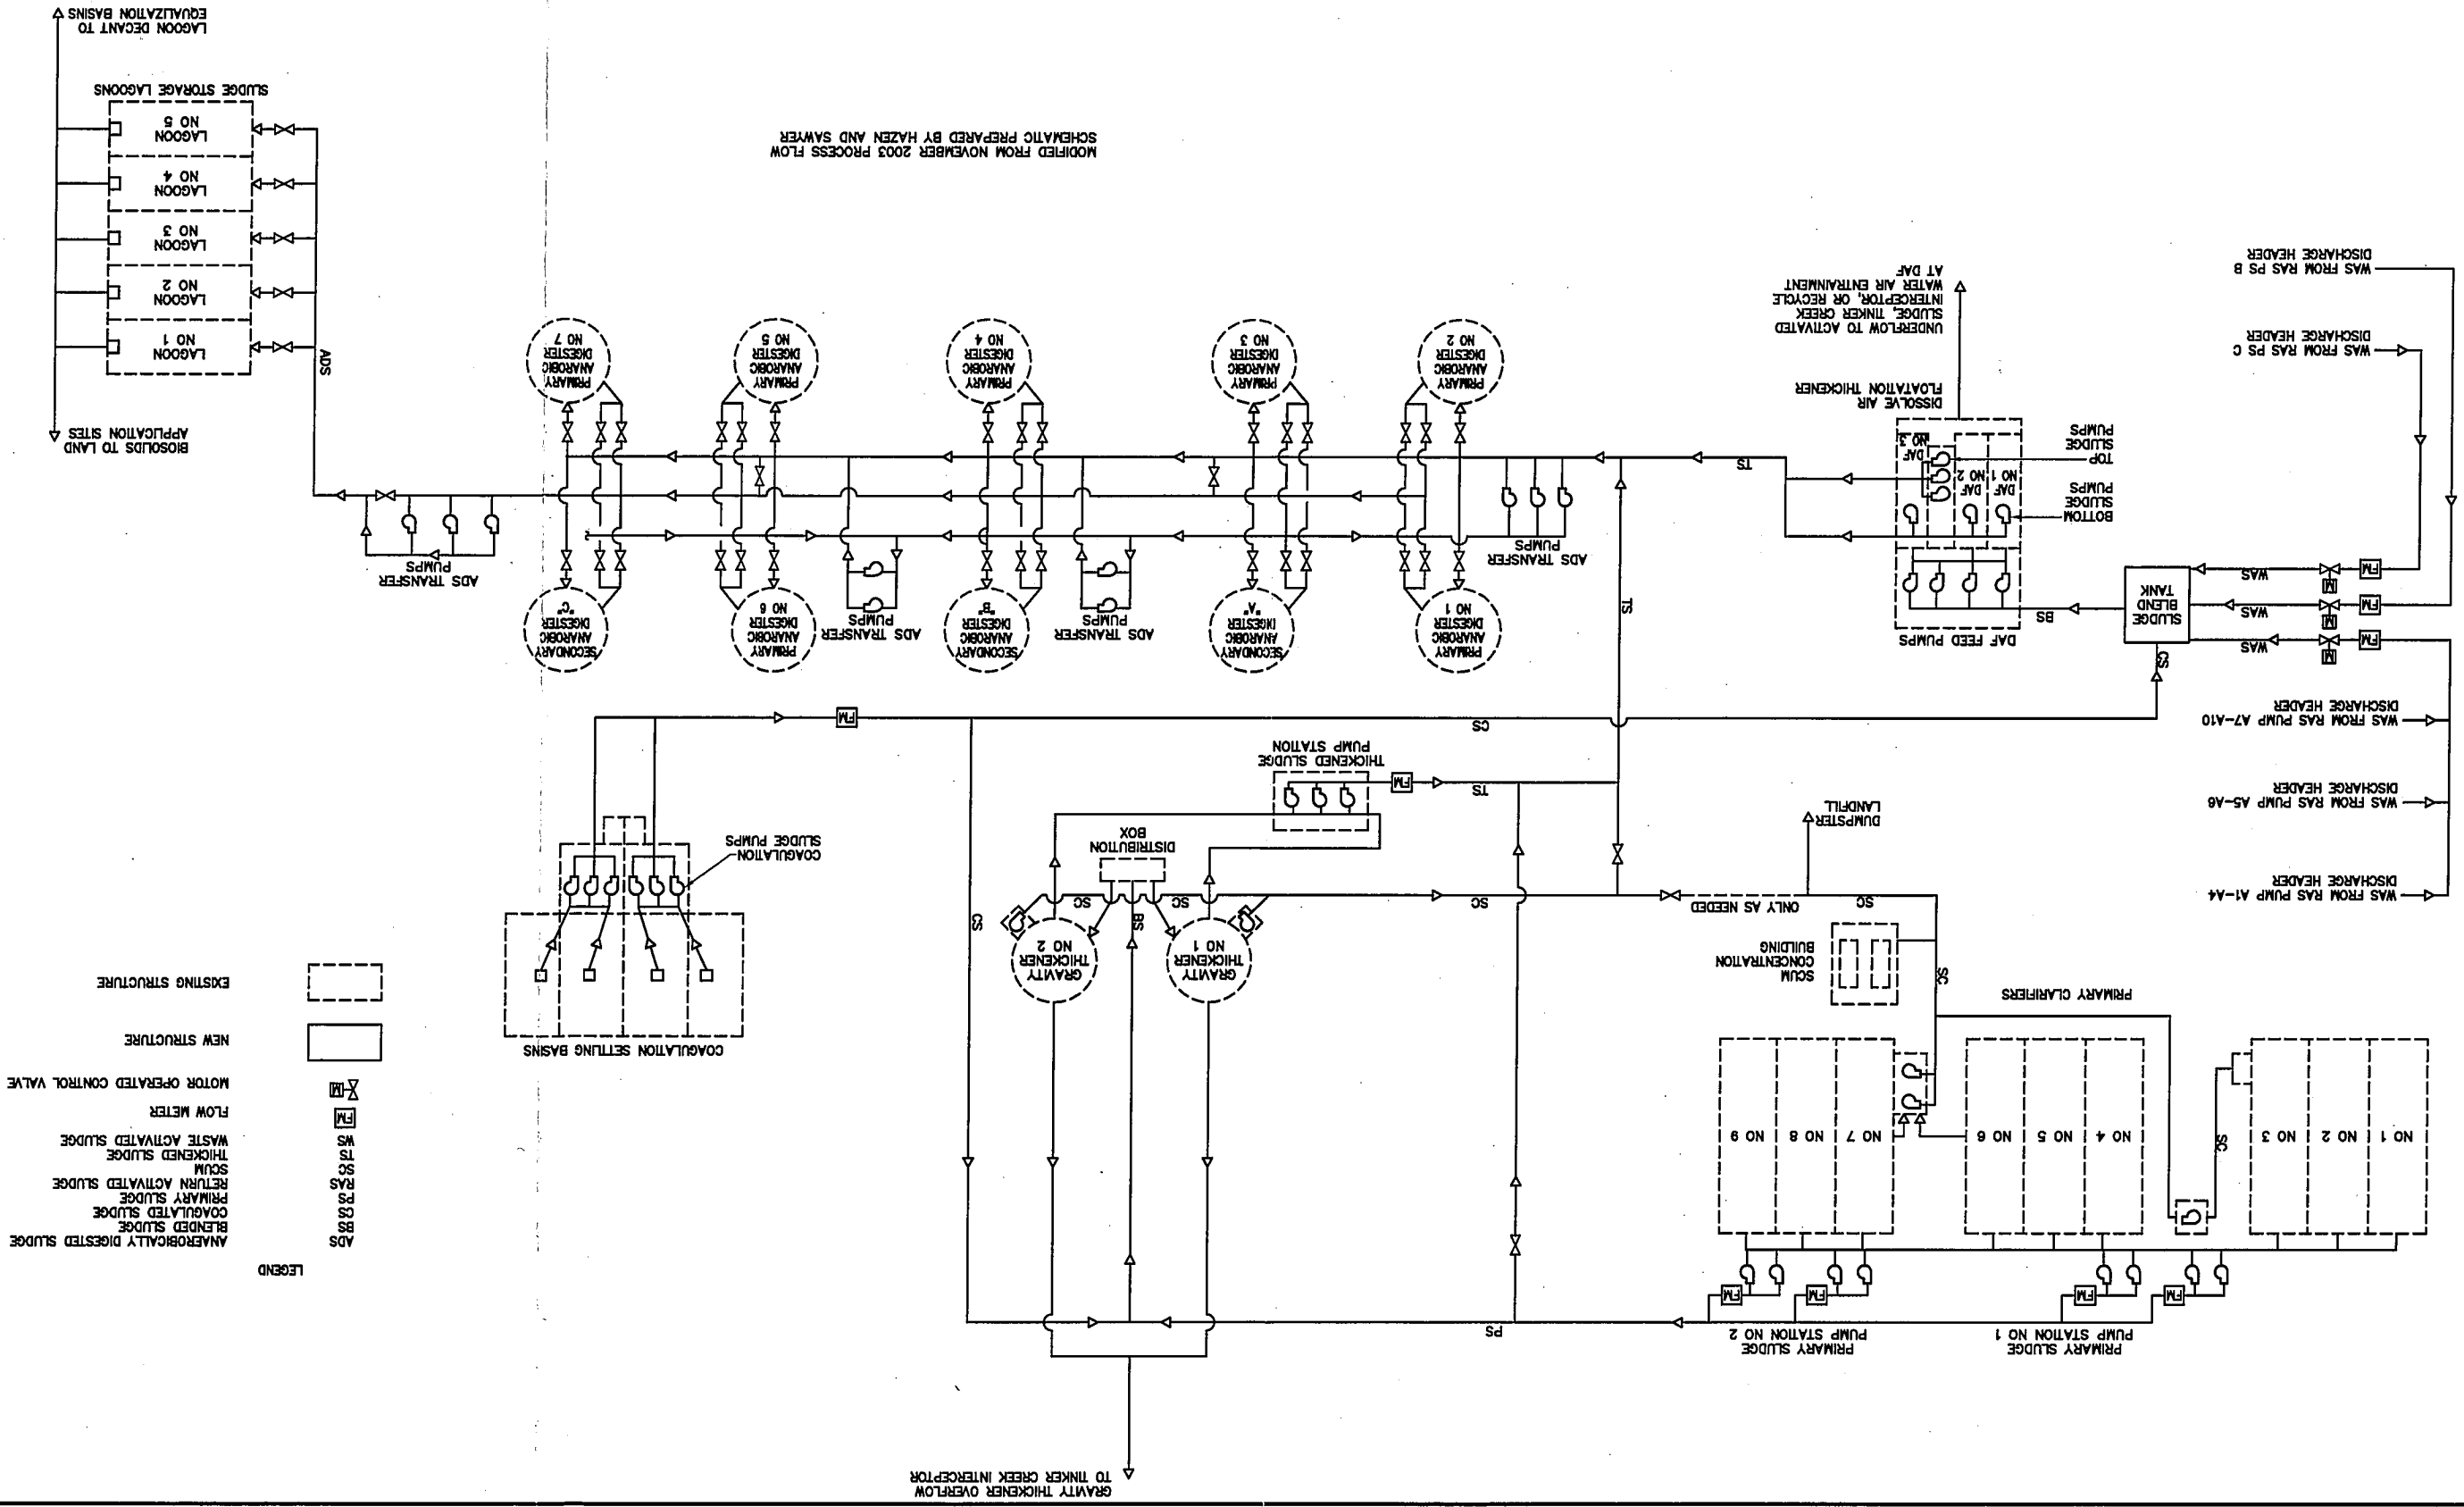 GRAVITY THICKENER OVERFLOW
TO TINKER CREEK INTERCEPTOR
PRIMARY SLUDGE
PUMP STATION NO 1
PRIMARY SLUDGE
PUMP STATION NO 2
PS
FM
FM
FM
FM
NO 1
NO 2
NO 3
SC
NO 4
NO 5
NO 6
NO 7
NO 8
NO 9
PRIMARY CLARIFIERS
SC
SCUM
CONCENTRATION
BUILDING
SC
ONLY AS NEEDED
DUMPSTER
LANDFILL
SC
GRAVITY
THICKENER
NO 1
GRAVITY
THICKENER
NO 2
BS
SC
SC
DISTRIBUTION
BOX
CS
TS
FM
THICKENED SLUDGE
PUMP STATION
LEGEND
ADS
ANAEROBICALLY DIGESTED SLUDGE
BS
BLENDED SLUDGE
CS
COAGULATED SLUDGE
PS
PRIMARY SLUDGE
RAS
RETURN ACTIVATED SLUDGE
SC
SCUM
TS
THICKENED SLUDGE
WS
WASTE ACTIVATED SLUDGE
FM
FLOW METER
M
MOTOR OPERATED CONTROL VALVE
NEW STRUCTURE
EXISTING STRUCTURE
COAGULATION SETTLING BASINS
COAGULATION
SLUDGE PUMPS
FM
CS
WAS FROM RAS PUMP A1-A4
DISCHARGE HEADER
WAS FROM RAS PUMP A5-A6
DISCHARGE HEADER
WAS FROM RAS PUMP A7-A10
DISCHARGE HEADER
M
FM
WAS
M
FM
WAS
M
FM
WAS
CS
SLUDGE
BLEND
TANK
BS
WAS FROM RAS PS C
DISCHARGE HEADER
WAS FROM RAS PS B
DISCHARGE HEADER
DAF FEED PUMPS
BOTTOM
SLUDGE
PUMPS
TOP
SLUDGE
PUMPS
DAF
NO 1
DAF
NO 2
DAF
NO 3
DISSOLVE AIR
FLOATATION THICKENER
UNDERFLOW TO ACTIVATED
SLUDGE, TINKER CREEK
INTERCEPTOR, OR RECYCLE
WATER AIR ENTRAINMENT
AT DAF
TS
TS
PRIMARY
ANAROBIC
DIGESTER
NO 1
SECONDARY
ANAROBIC
DIGESTER
"A"
SECONDARY
ANAROBIC
DIGESTER
"B"
PRIMARY
ANAROBIC
DIGESTER
NO 6
SECONDARY
ANAROBIC
DIGESTER
"C"
ADS TRANSFER
PUMPS
ADS TRANSFER
PUMPS
ADS TRANSFER
PUMPS
ADS TRANSFER
PUMPS
PRIMARY
ANAROBIC
DIGESTER
NO 2
PRIMARY
ANAROBIC
DIGESTER
NO 3
PRIMARY
ANAROBIC
DIGESTER
NO 4
PRIMARY
ANAROBIC
DIGESTER
NO 5
PRIMARY
ANAROBIC
DIGESTER
NO 7
ADS
BIOSOLIDS TO LAND
APPLICATION SITES
LAGOON
NO 1
LAGOON
NO 2
LAGOON
NO 3
LAGOON
NO 4
LAGOON
NO 5
SLUDGE STORAGE LAGOONS
LAGOON DECANT TO
EQUALIZATION BASINS
MODIFIED FROM NOVEMBER 2003 PROCESS FLOW
SCHEMATIC PREPARED BY HAZEN AND SAWYER